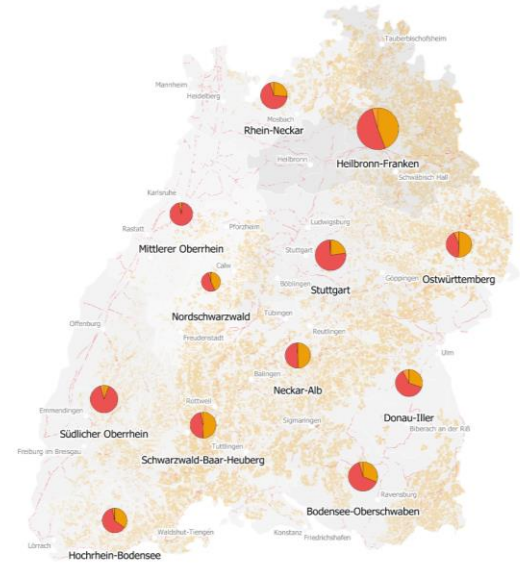 Tauberbischofsheim
Mannheim
Heidelberg
Mosbach
Rhein-Neckar
Heilbronn
Heilbronn-Franken
Schwäbisch Hall
Karlsruhe
Rastatt
Pforzheim
Ludwigsburg
Mittlerer Oberrhein
Stuttgart
Calw
Göppingen
Ostwürttemberg
Böblingen
Stuttgart
Nordschwarzwald
Tübingen
Offenburg
Freudenstadt
Reutlingen
Ulm
Balingen
Neckar-Alb
Rottweil
Donau-Iller
Emmendingen
Südlicher Oberrhein
Sigmaringen
Biberach an der Riß
Tuttlingen
Freiburg im Breisgau
Schwarzwald-Baar-Heuberg
Ravensburg
Bodensee-Oberschwaben
Waldshut-Tiengen
Konstanz
Friedrichshafen
Lörrach
Hochrhein-Bodensee